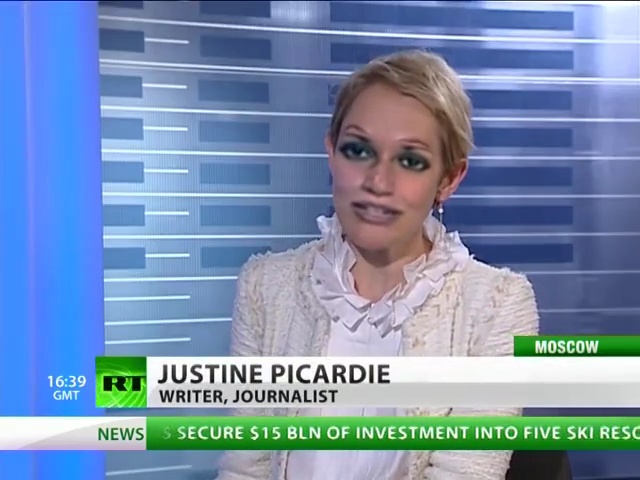 MOSCOW
JUSTINE PICARDIE
16:39
GMT
RT
WRITER, JOURNALIST
NEWS
S SECURE $15 BLN OF INVESTMENT INTO FIVE SKI RESO